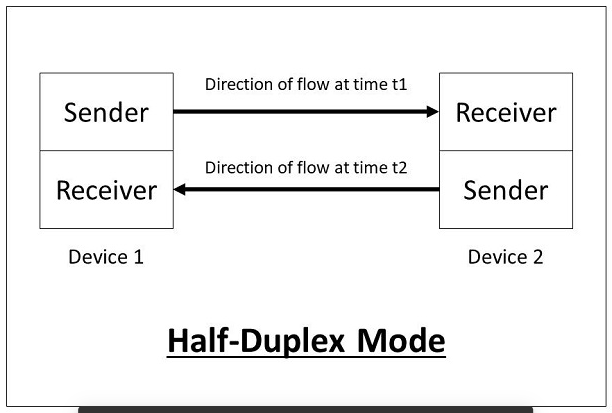 Direction of flow at time t1
Sender
Receiver
Direction of flow at time t2
Receiver
Sender
Device 1
Device 2
Half-Duplex Mode